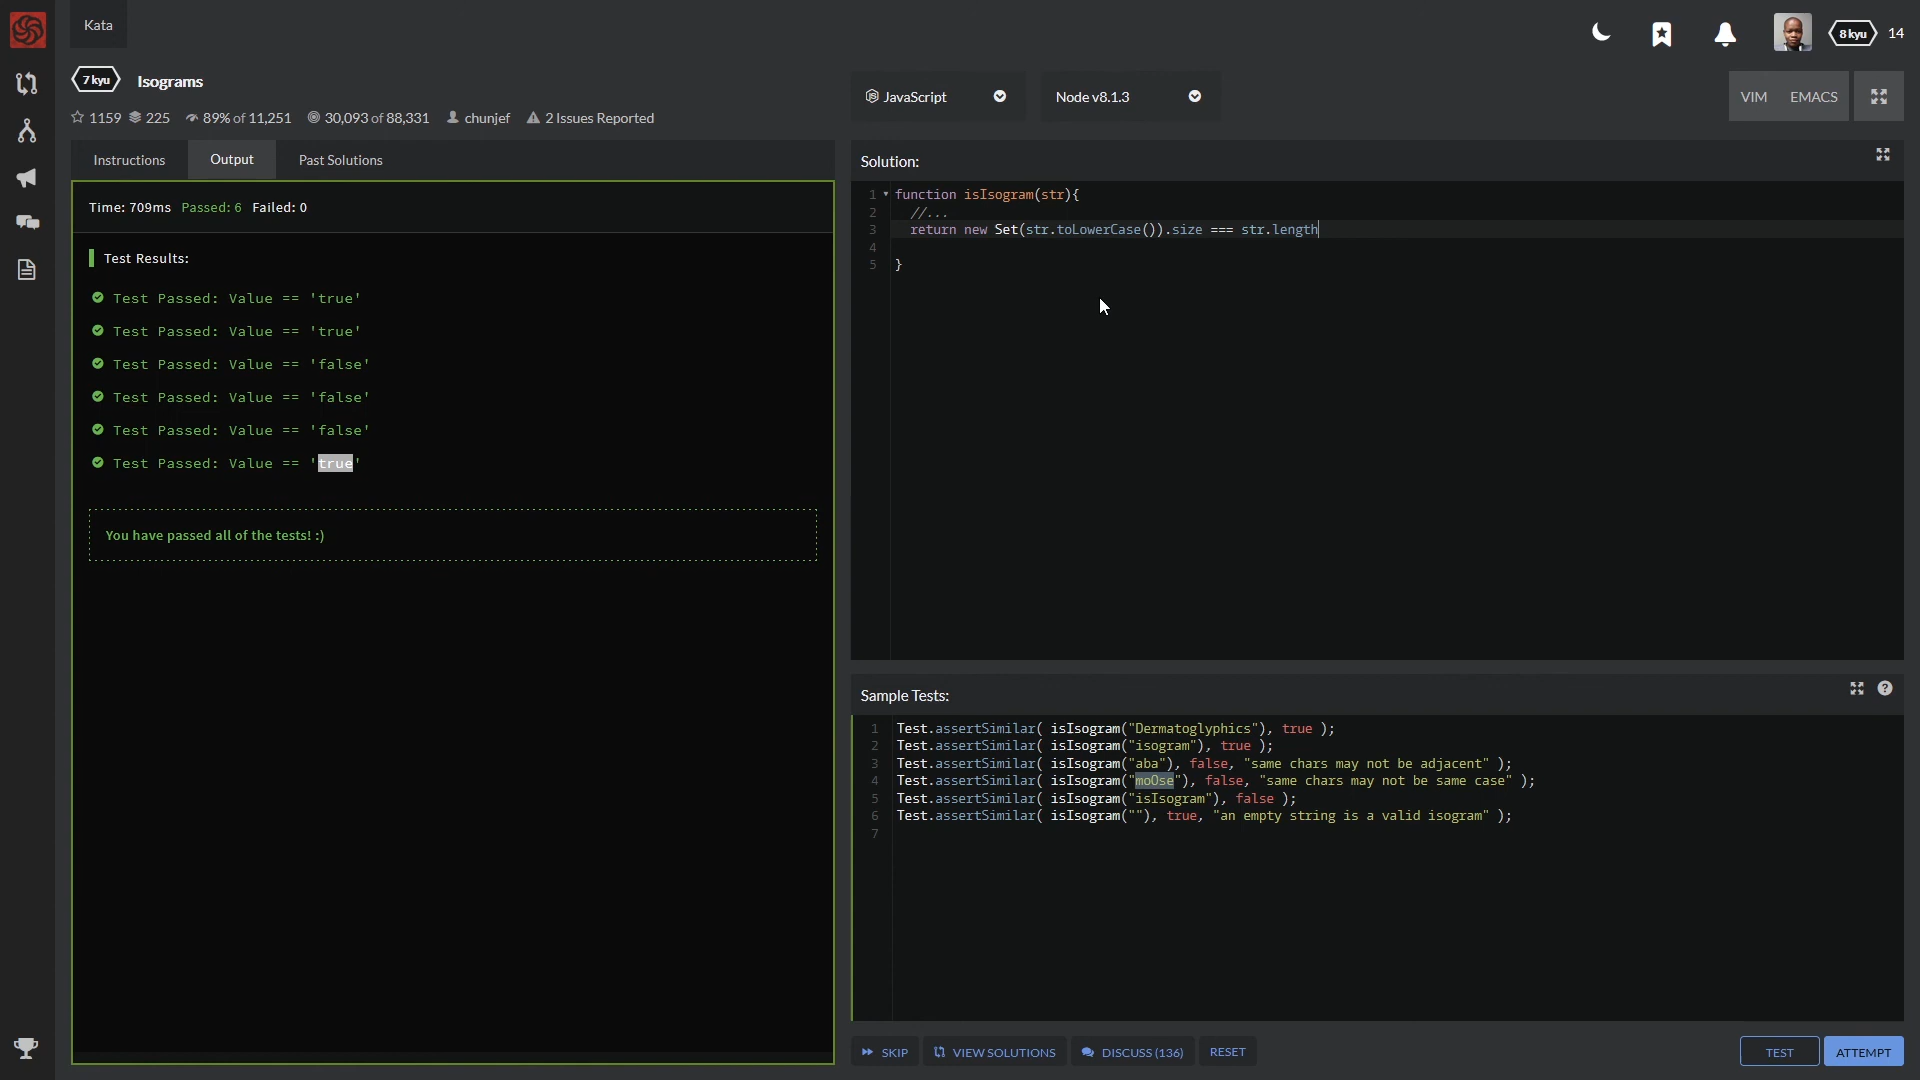 Kata
8 kyu 14
7 kyu Isograms
1159 225 89% of 11,251 30,093 of 88,331 chunjef 2 Issues Reported
JavaScript
Node v8.1.3
VIM EMACS
Instructions Output Past Solutions
Time: 709ms Passed: 6 Failed: 0
Test Results:
Test Passed: Value == 'true'
Test Passed: Value == 'true'
Test Passed: Value == 'false'
Test Passed: Value == 'false'
Test Passed: Value == 'false'
Test Passed: Value == 'true'
You have passed all of the tests! :)
Solution:
1 function isIsogram(str){
2 //...
3 return new Set(str.toLowerCase()).size === str.length
4
5 }
Sample Tests:
1 Test.assertSimilar( isIsogram("Dermatoglyphics"), true );
2 Test.assertSimilar( isIsogram("isogram"), true );
3 Test.assertSimilar( isIsogram("aba"), false, "same chars may not be adjacent" );
4 Test.assertSimilar( isIsogram("moOse"), false, "same chars may not be same case" );
5 Test.assertSimilar( isIsogram("isIsogram"), false );
6 Test.assertSimilar( isIsogram(""), true, "an empty string is a valid isogram" );
7
SKIP VIEW SOLUTIONS DISCUSS (136) RESET
TEST ATTEMPT